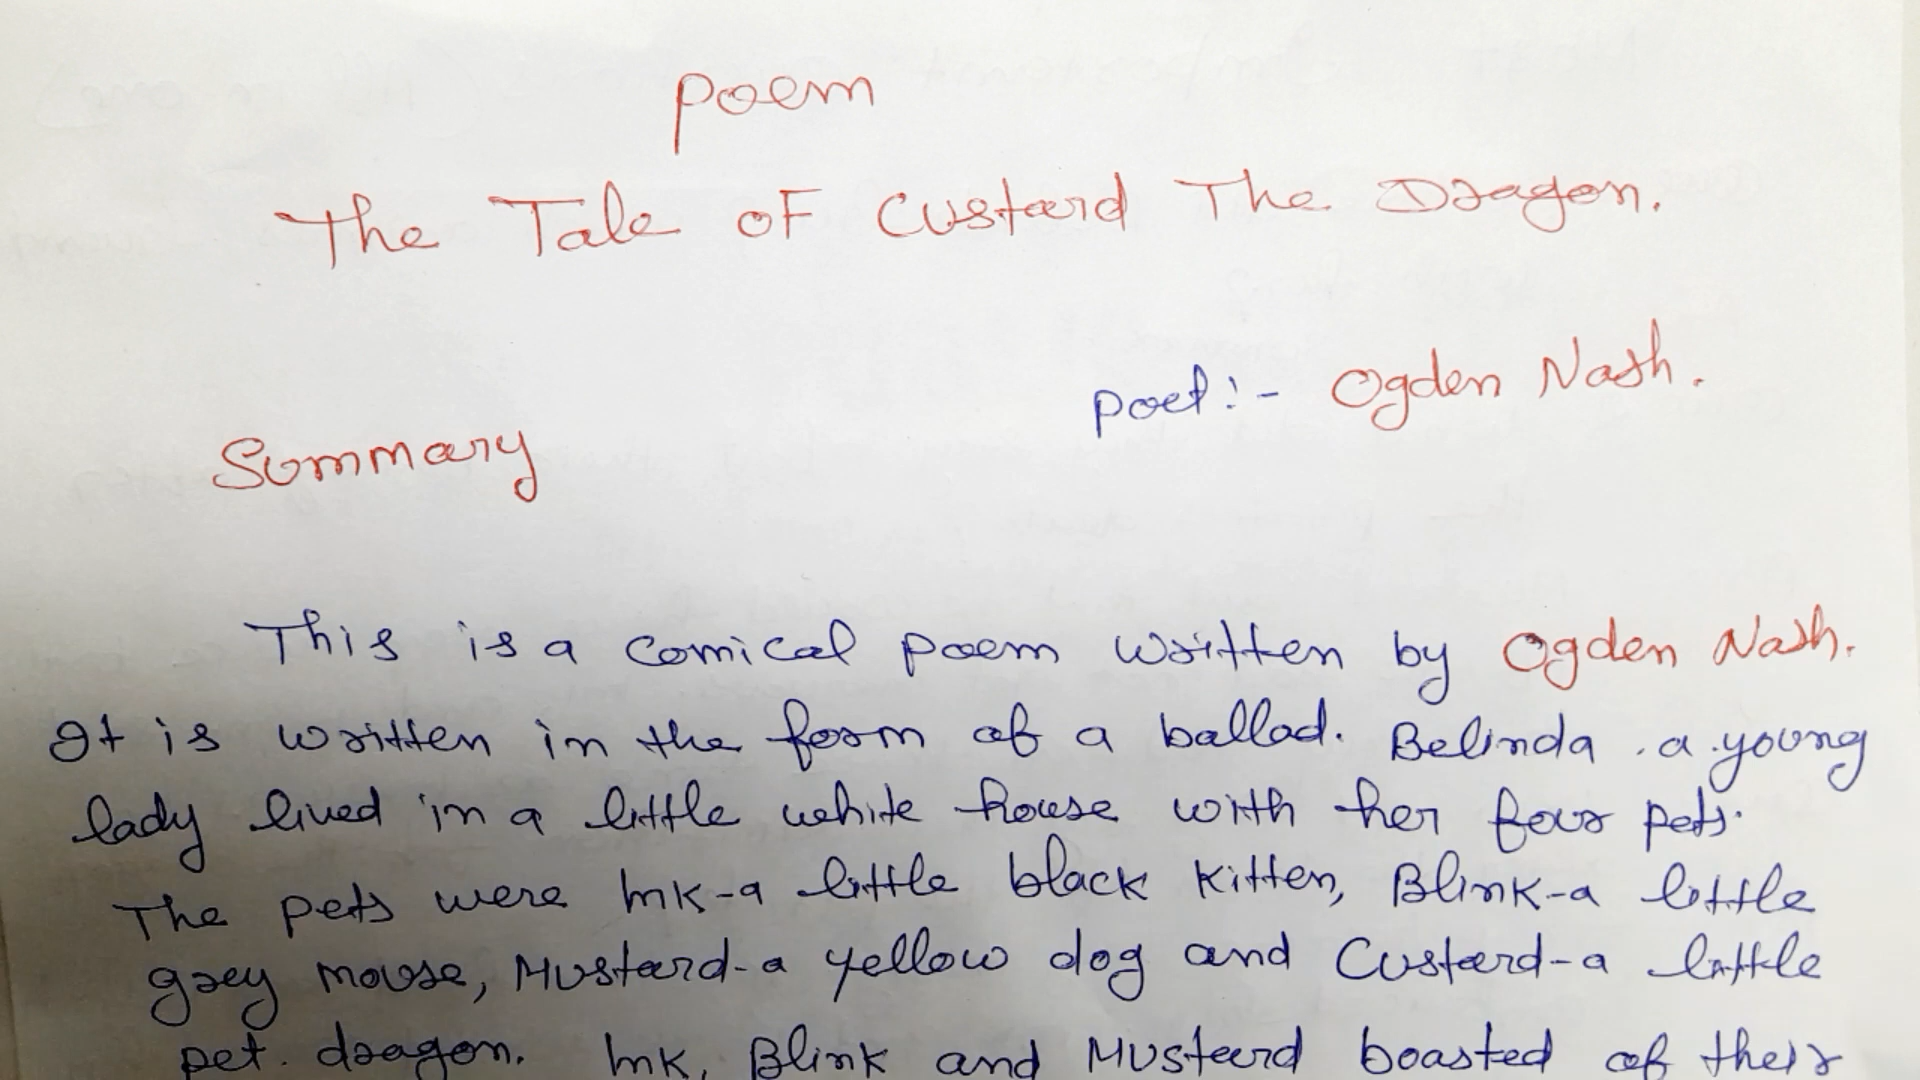 Poem
The Tale of Custard The Dragon.
Poet:- Ogden Nash.
Summary
This is a comical poem written by Ogden Nash.
It is written in the form of a ballad. Belinda . a young
lady lived in a little white house with her four pets.
The pets were Ink-a little black kitten, Blink-a little
grey mouse, Mustard-a yellow dog and Custard-a little
pet. dragon. Ink, Blink and Mustard boasted of their